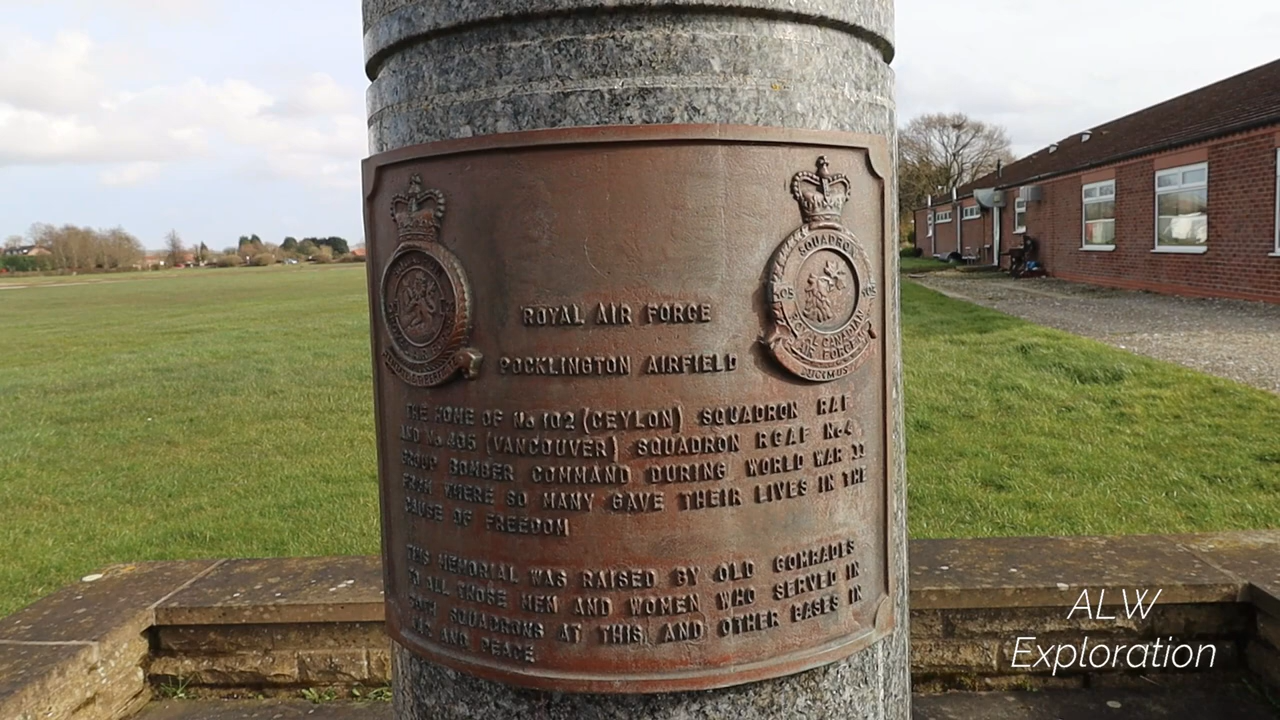 SQUADRON
405
ROYAL CANADIAN
AIR FORCE
DUCIMUS
ROYAL AIR FORCE
POCKLINGTON AIRFIELD
THE HOME OF No 102 (CEYLON) SQUADRON RAF
AND No 405 (VANCOUVER) SQUADRON RCAF No 4
GROUP BOMBER COMMAND DURING WORLD WAR II
FROM WHERE SO MANY GAVE THEIR LIVES IN THE
CAUSE OF FREEDOM
THIS MEMORIAL WAS RAISED BY OLD COMRADES
TO ALL THOSE MEN AND WOMEN WHO SERVED IN
BOTH SQUADRONS AT THIS AND OTHER BASES IN
WAR AND PEACE
ALW
Exploration